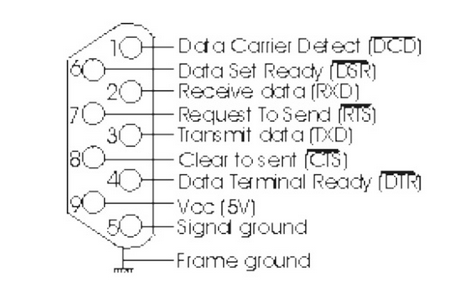 1 Data Carrier Detect (DCD)
6 Data Set Ready (DSR)
2 Receive data (RXD)
7 Request To Send (RTS)
3 Transmit data (TXD)
8 Clear to sent (CTS)
4 Data Terminal Ready (DTR)
9 Vcc (5V)
5 Signal ground
Frame ground